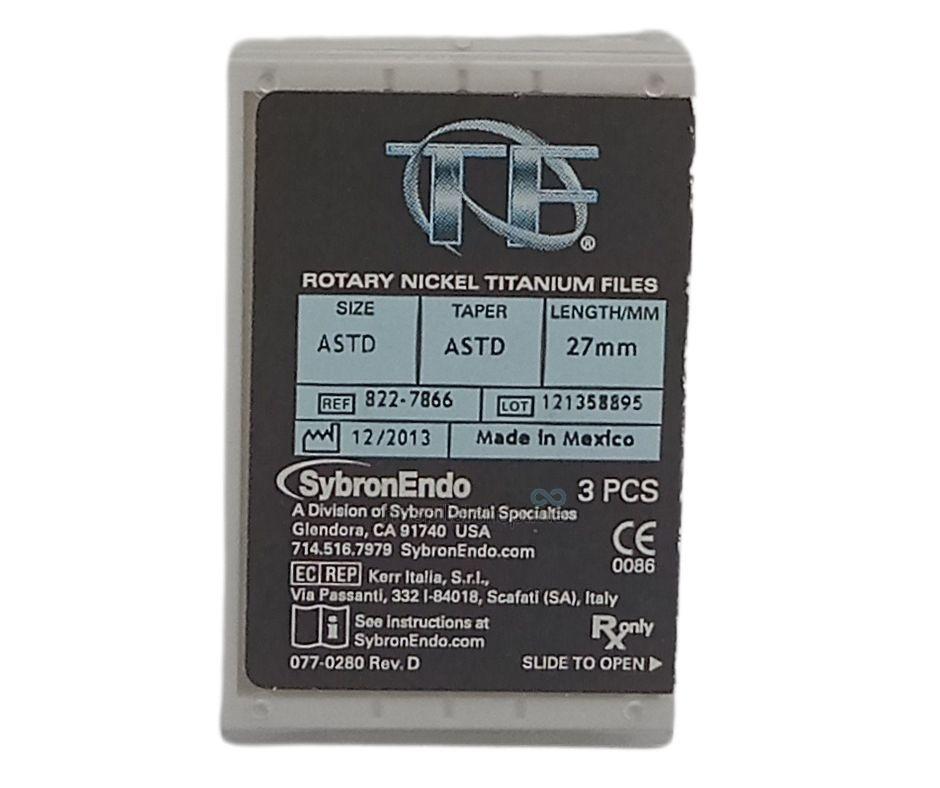 TF®
ROTARY NICKEL TITANIUM FILES
SIZE TAPER LENGTH/MM
ASTD ASTD 27mm
REF 822-7866 LOT 121358895
12/2013 Made in Mexico
SybronEndo 3 PCS
A Division of Sybron Dental Specialties
Glendora, CA 91740 USA
714.516.7979 SybronEndo.com
CE
0086
EC REP Kerr Italia, S.r.l.,
Via Passanti, 332 I-84018, Scafati (SA), Italy
i See instructions at
SybronEndo.com
Rx only
077-0280 Rev. D SLIDE TO OPEN